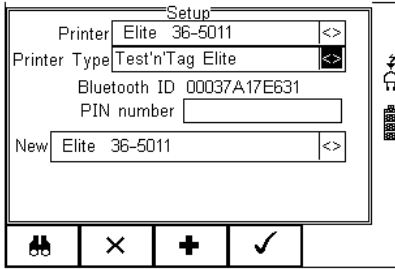 Setup
Printer Elite 36-5011 <>
Printer Type Test'n'Tag Elite <>
Bluetooth ID 00037A17E631
PIN number
New Elite 36-5011 <>